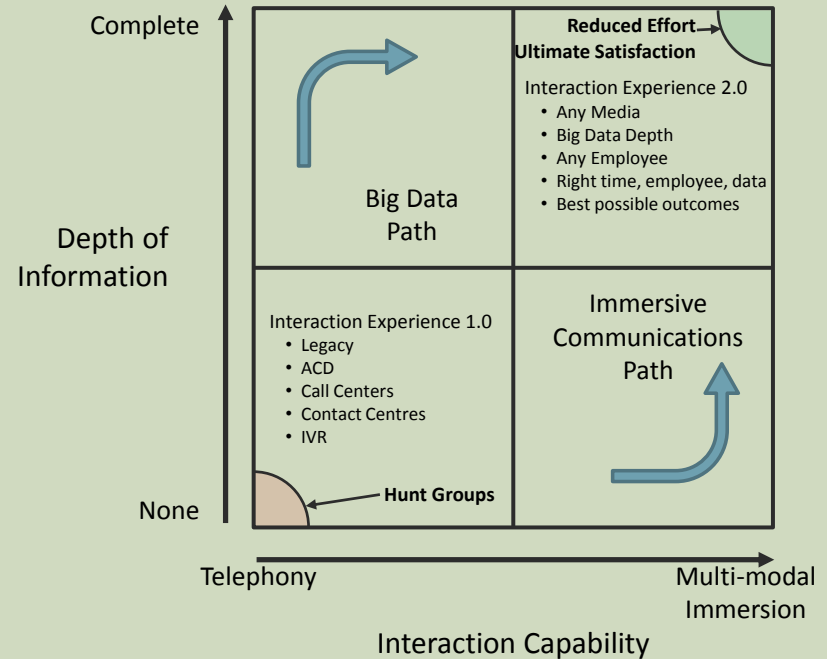 Complete
Reduced Effort
Ultimate Satisfaction
Interaction Experience 2.0
• Any Media
• Big Data Depth
• Any Employee
• Right time, employee, data
• Best possible outcomes
Big Data
Path
Depth of
Information
Interaction Experience 1.0
• Legacy
• ACD
• Call Centers
• Contact Centres
• IVR
Immersive
Communications
Path
Hunt Groups
None
Telephony
Multi-modal
Immersion
Interaction Capability